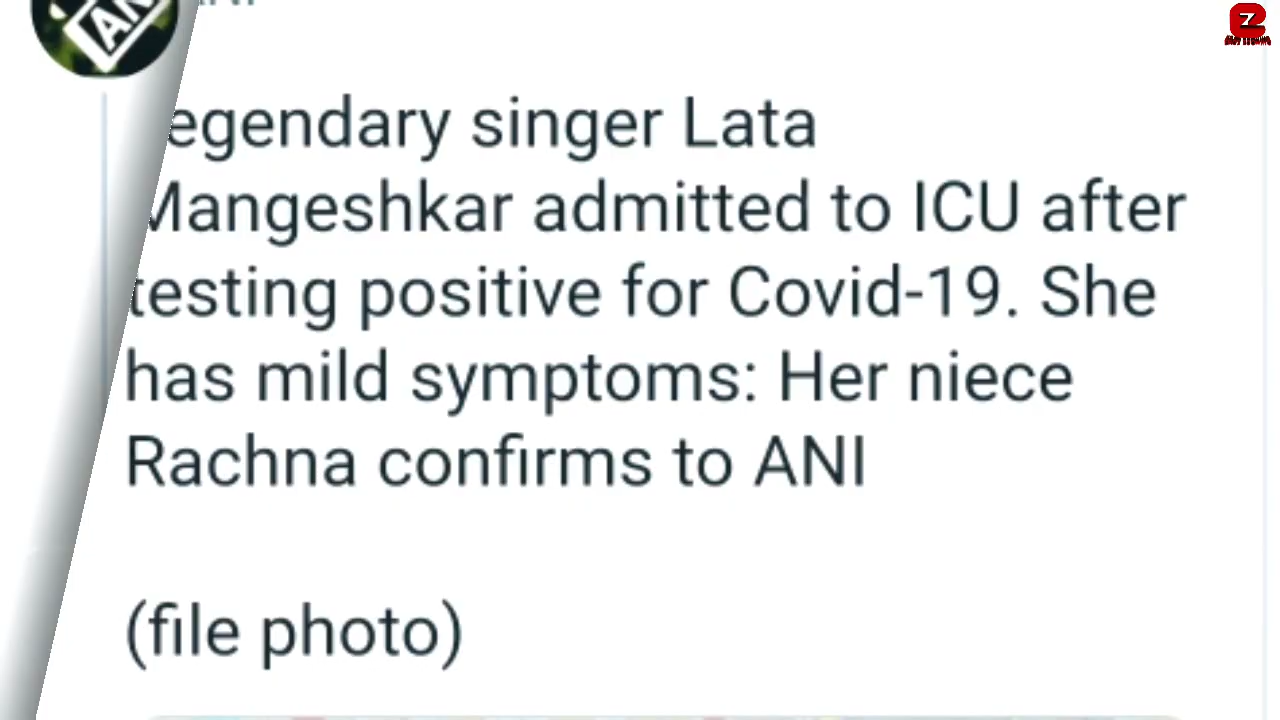 egendary singer Lata
Mangeshkar admitted to ICU after
testing positive for Covid-19. She
has mild symptoms: Her niece
Rachna confirms to ANI
(file photo)